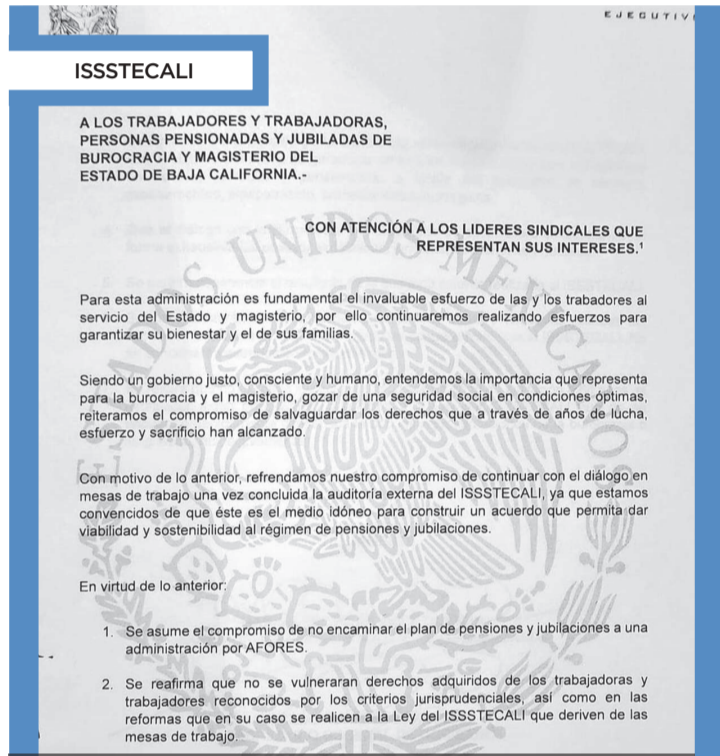 EJECUTIV
ISSSTECALI
A LOS TRABAJADORES Y TRABAJADORAS,
PERSONAS PENSIONADAS Y JUBILADAS DE
BUROCRACIA Y MAGISTERIO DEL
ESTADO DE BAJA CALIFORNIA.-
CON ATENCIÓN A LOS LIDERES SINDICALES QUE
REPRESENTAN SUS INTERESES.¹
ESTADOS UNIDOS MEXICANOS
Para esta administración es fundamental el invaluable esfuerzo de las y los trabadores al
servicio del Estado y magisterio, por ello continuaremos realizando esfuerzos para
garantizar su bienestar y el de sus familias.
Siendo un gobierno justo, consciente y humano, entendemos la importancia que representa
para la burocracia y el magisterio, gozar de una seguridad social en condiciones óptimas,
reiteramos el compromiso de salvaguardar los derechos que a través de años de lucha,
esfuerzo y sacrificio han alcanzado.
Con motivo de lo anterior, refrendamos nuestro compromiso de continuar con el diálogo en
mesas de trabajo una vez concluida la auditoría externa del ISSSTECALI, ya que estamos
convencidos de que éste es el medio idóneo para construir un acuerdo que permita dar
viabilidad y sostenibilidad al régimen de pensiones y jubilaciones.
En virtud de lo anterior:
1. Se asume el compromiso de no encaminar el plan de pensiones y jubilaciones a una
administración por AFORES.
2. Se reafirma que no se vulneraran derechos adquiridos de los trabajadoras y
trabajadores reconocidos por los criterios jurisprudenciales, así como en las
reformas que en su caso se realicen a la Ley del ISSSTECALI que deriven de las
mesas de trabajo.